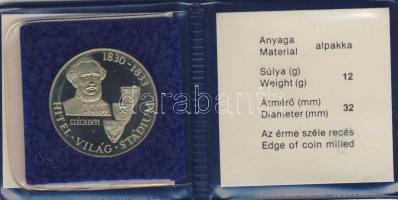 1830-1833
SZÉCHENYI
HITEL·VILÁG·STÁDIUM
Anyaga
Material alpakka
Súlya (g)
Weight (g) 12
Átmérő (mm)
Diameter (mm) 32
Az érme széle recés
Edge of coin milled
darabanth